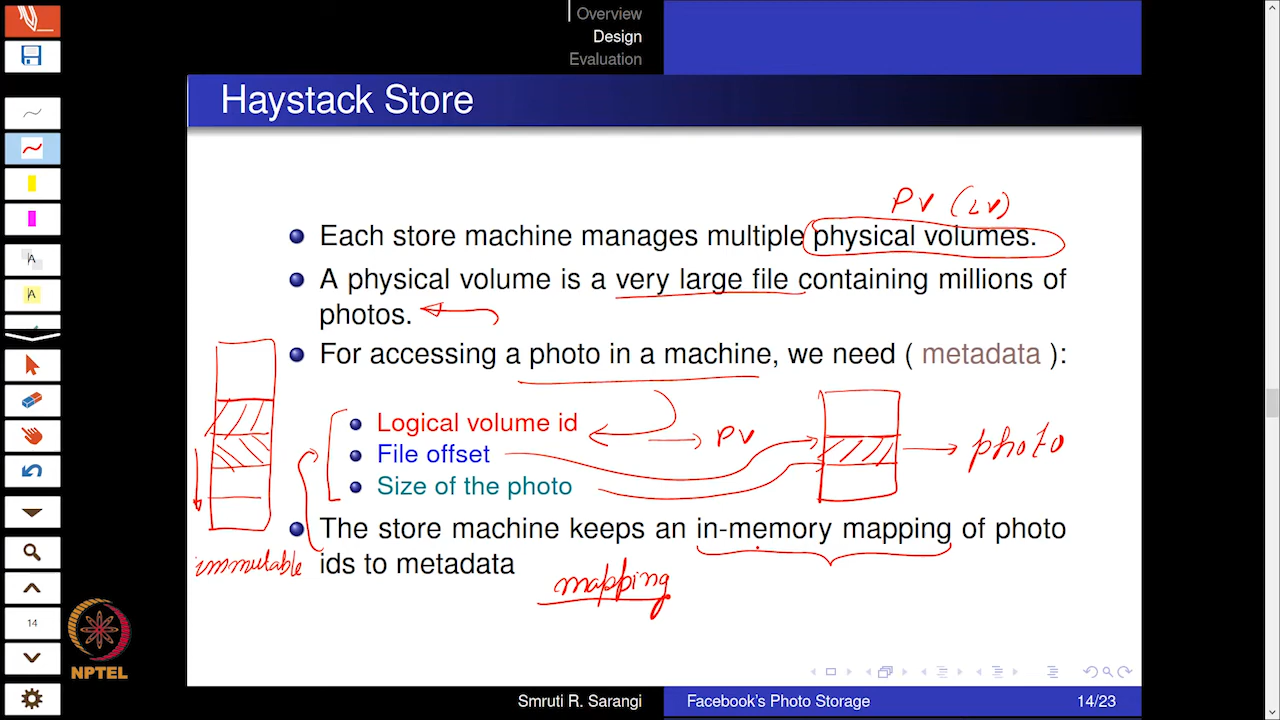 Overview
Design
Evaluation
Haystack Store
PV (LV)
Each store machine manages multiple physical volumes.
A physical volume is a very large file containing millions of
photos.
For accessing a photo in a machine, we need ( metadata ):
Logical volume id
PV
File offset
photo
Size of the photo
The store machine keeps an in-memory mapping of photo
ids to metadata
immutable
mapping
A
A
14
NPTEL
Smruti R. Sarangi
Facebook's Photo Storage
14/23